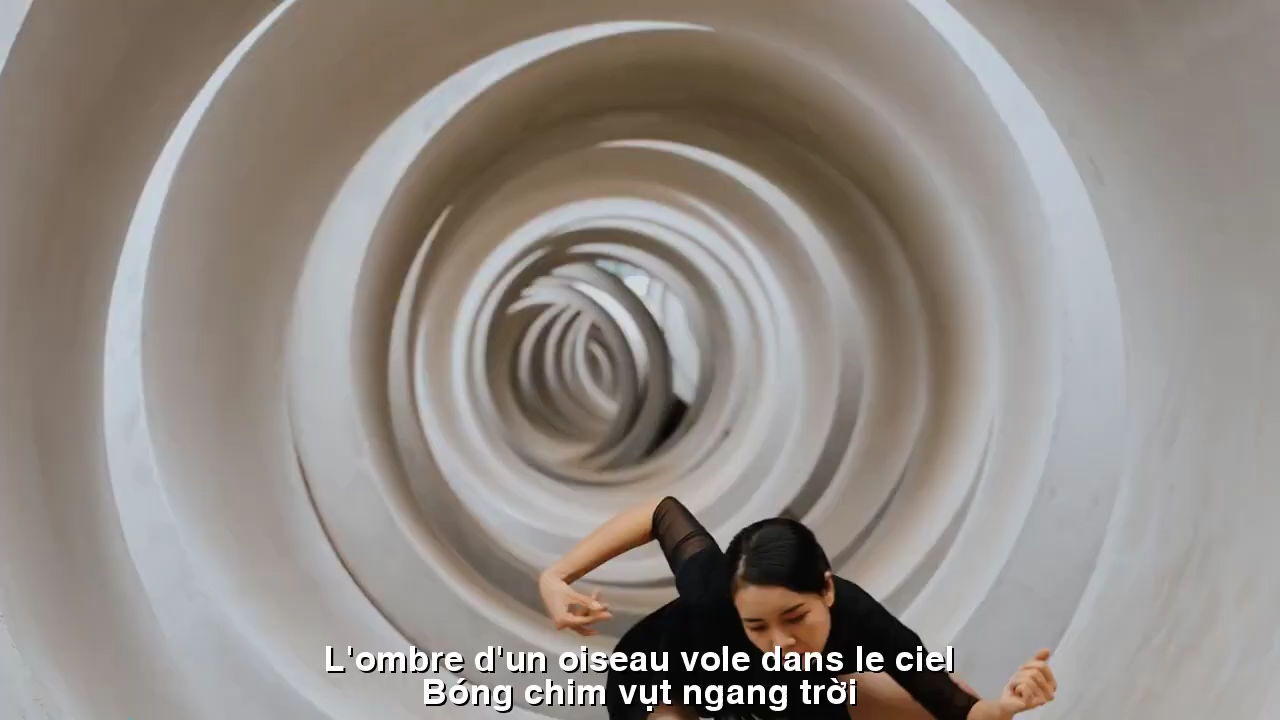 L'ombre d'un oiseau vole dans le ciel
Bóng chim vụt ngang trời